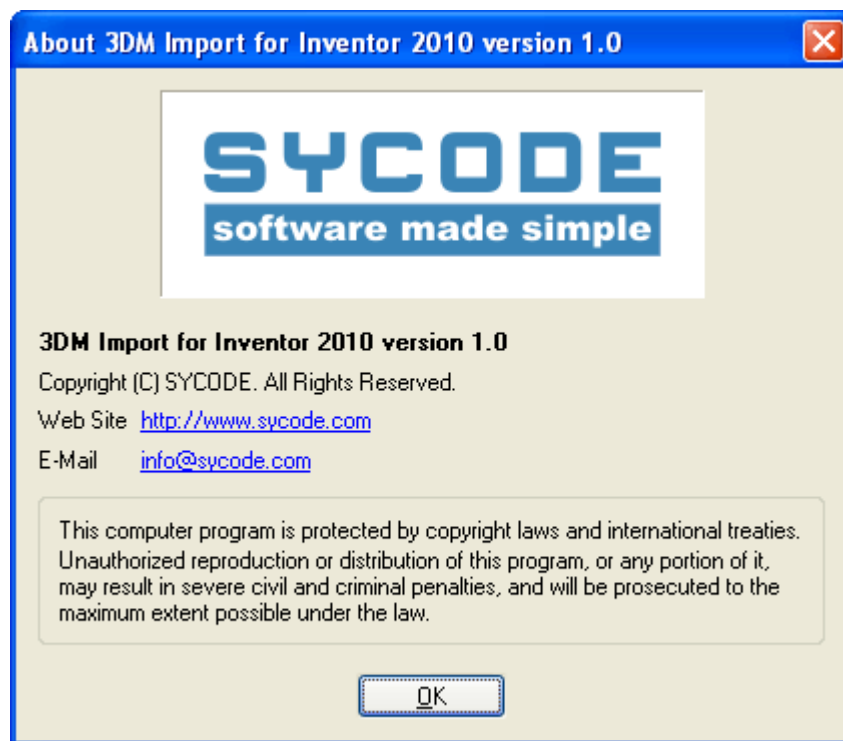 About 3DM Import for Inventor 2010 version 1.0
SYCODE
software made simple
3DM Import for Inventor 2010 version 1.0
Copyright (C) SYCODE. All Rights Reserved.
Web Site http://www.sycode.com
E-Mail info@sycode.com
This computer program is protected by copyright laws and international treaties.
Unauthorized reproduction or distribution of this program, or any portion of it,
may result in severe civil and criminal penalties, and will be prosecuted to the
maximum extent possible under the law.
OK